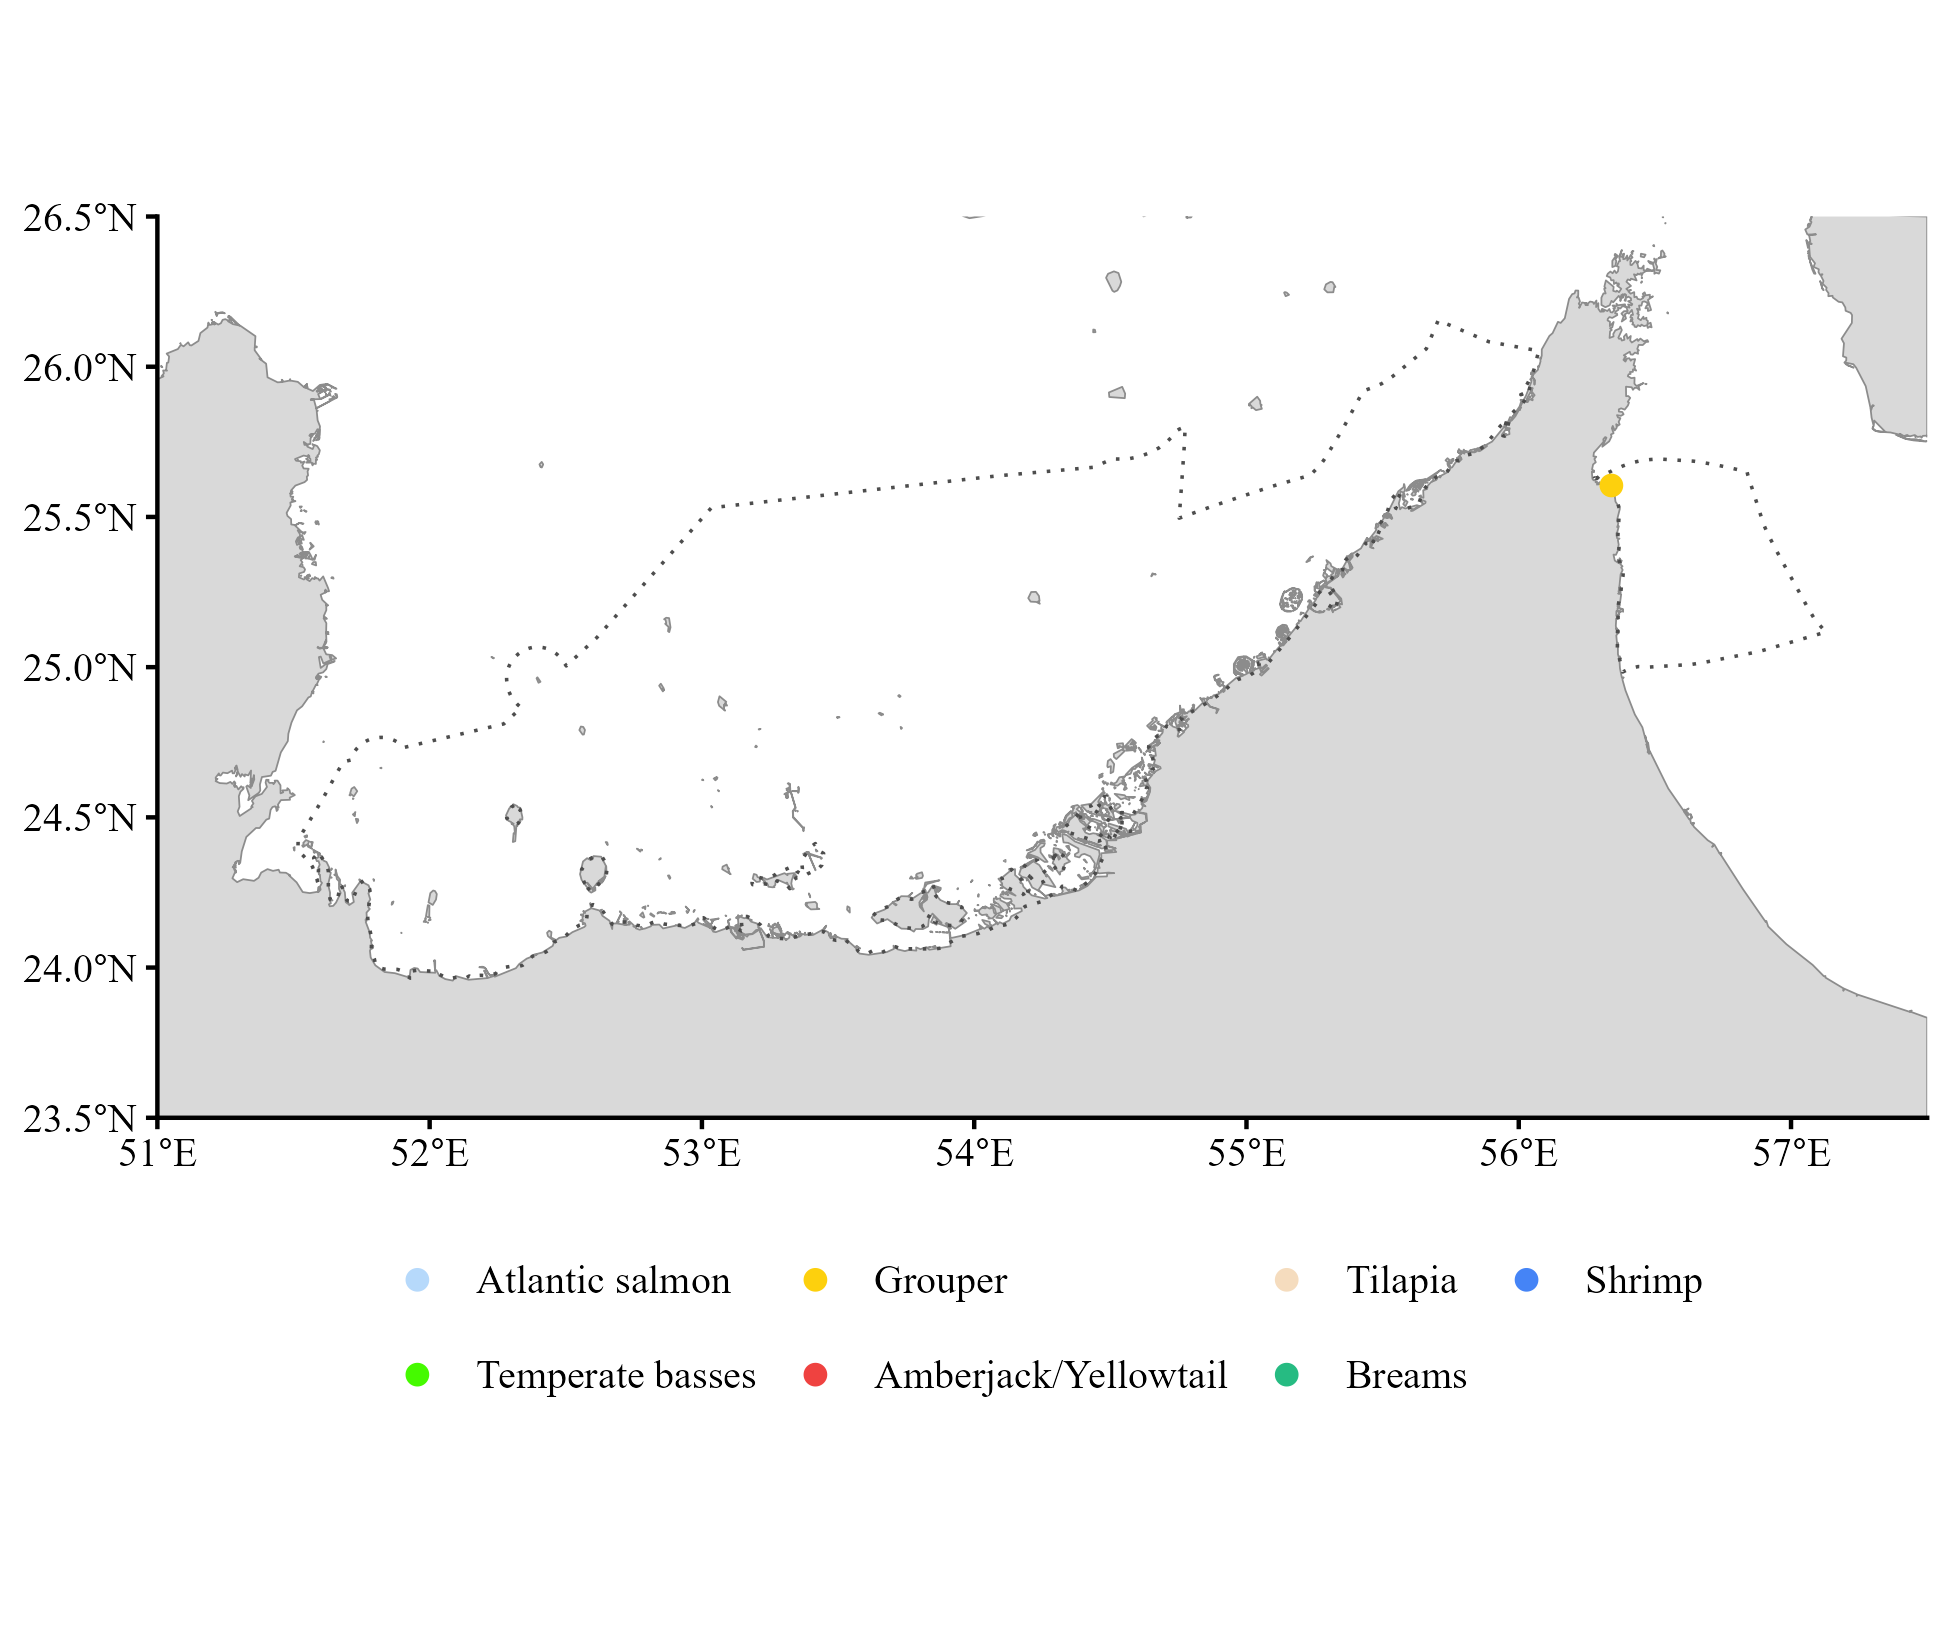 26.5°N
26.0°N
25.5°N
25.0°N
24.5°N
24.0°N
23.5°N
51°E 52°E 53°E 54°E 55°E 56°E 57°E
Atlantic salmon Grouper Tilapia Shrimp
Temperate basses Amberjack/Yellowtail Breams